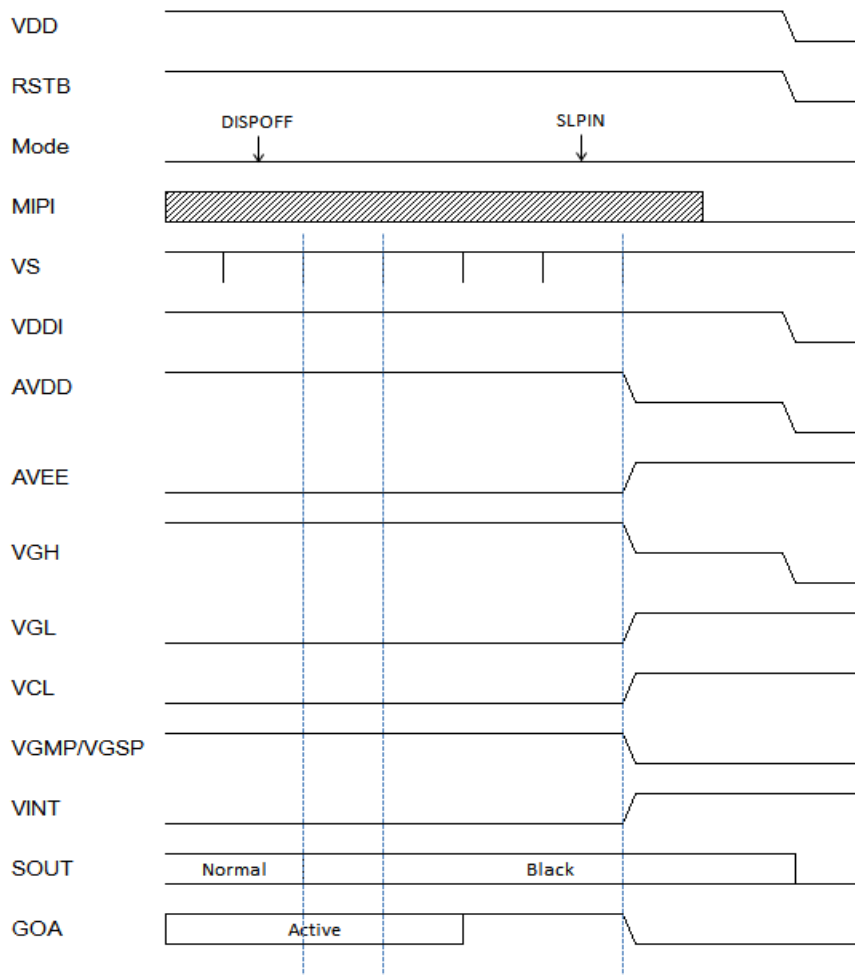 VDD
RSTB
DISPOFF
SLPIN
Mode
MIPI
VS
VDDI
AVDD
AVEE
VGH
VGL
VCL
VGMP/VGSP
VINT
SOUT
Normal
Black
GOA
Active